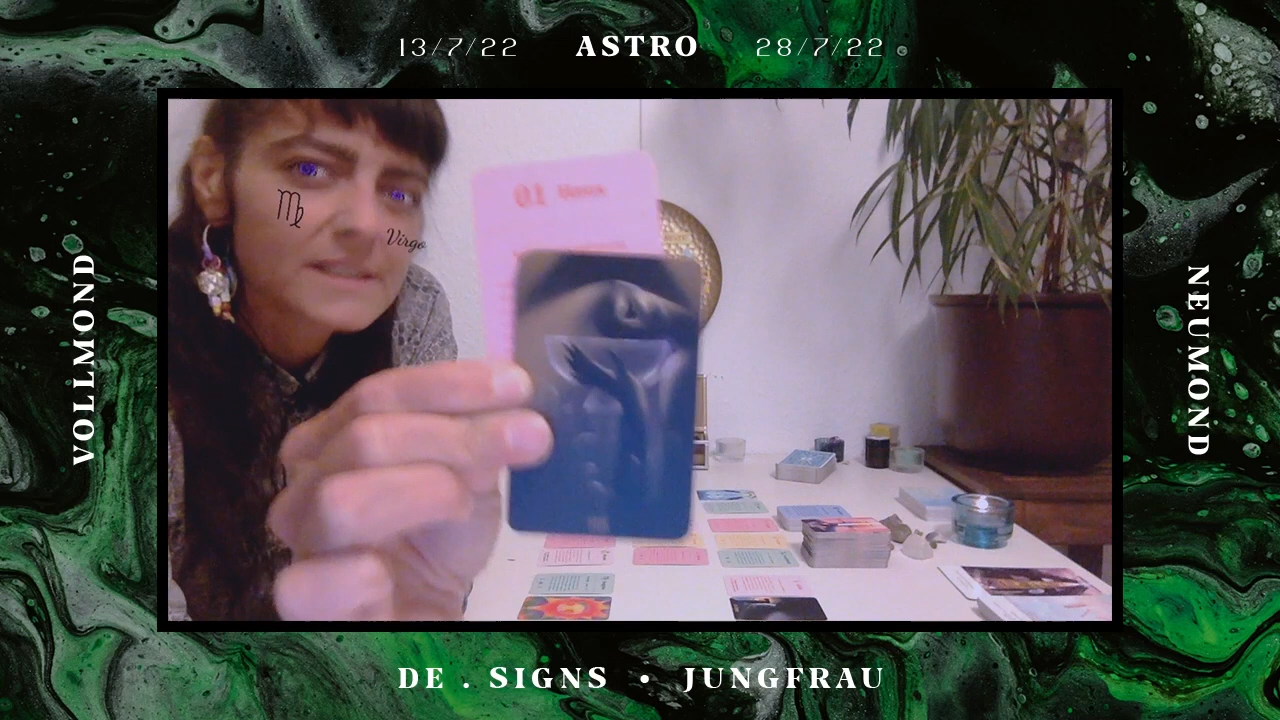 13/7/22 ASTRO 28/7/22
VOLLMOND
NEUMOND
♍
Virgo
01
DE . SIGNS • JUNGFRAU